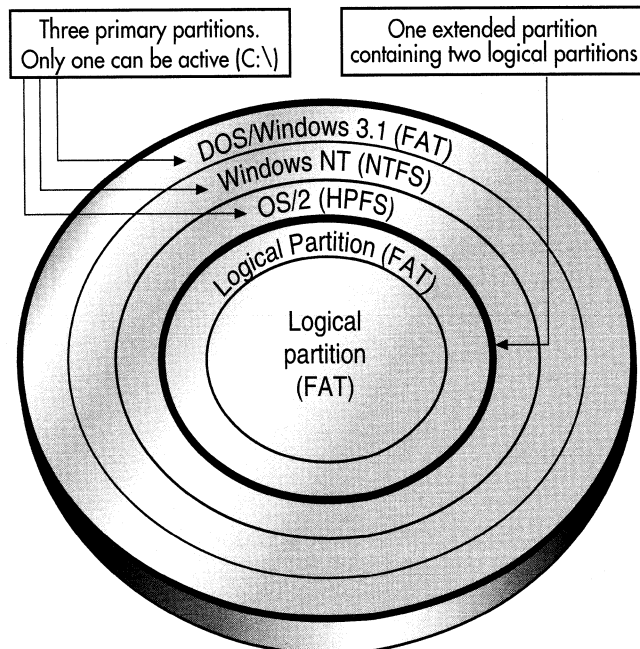 Three primary partitions.
Only one can be active (C:\)
One extended partition
containing two logical partitions
DOS/Windows 3.1 (FAT)
Windows NT (NTFS)
OS/2 (HPFS)
Logical Partition (FAT)
Logical
partition
(FAT)